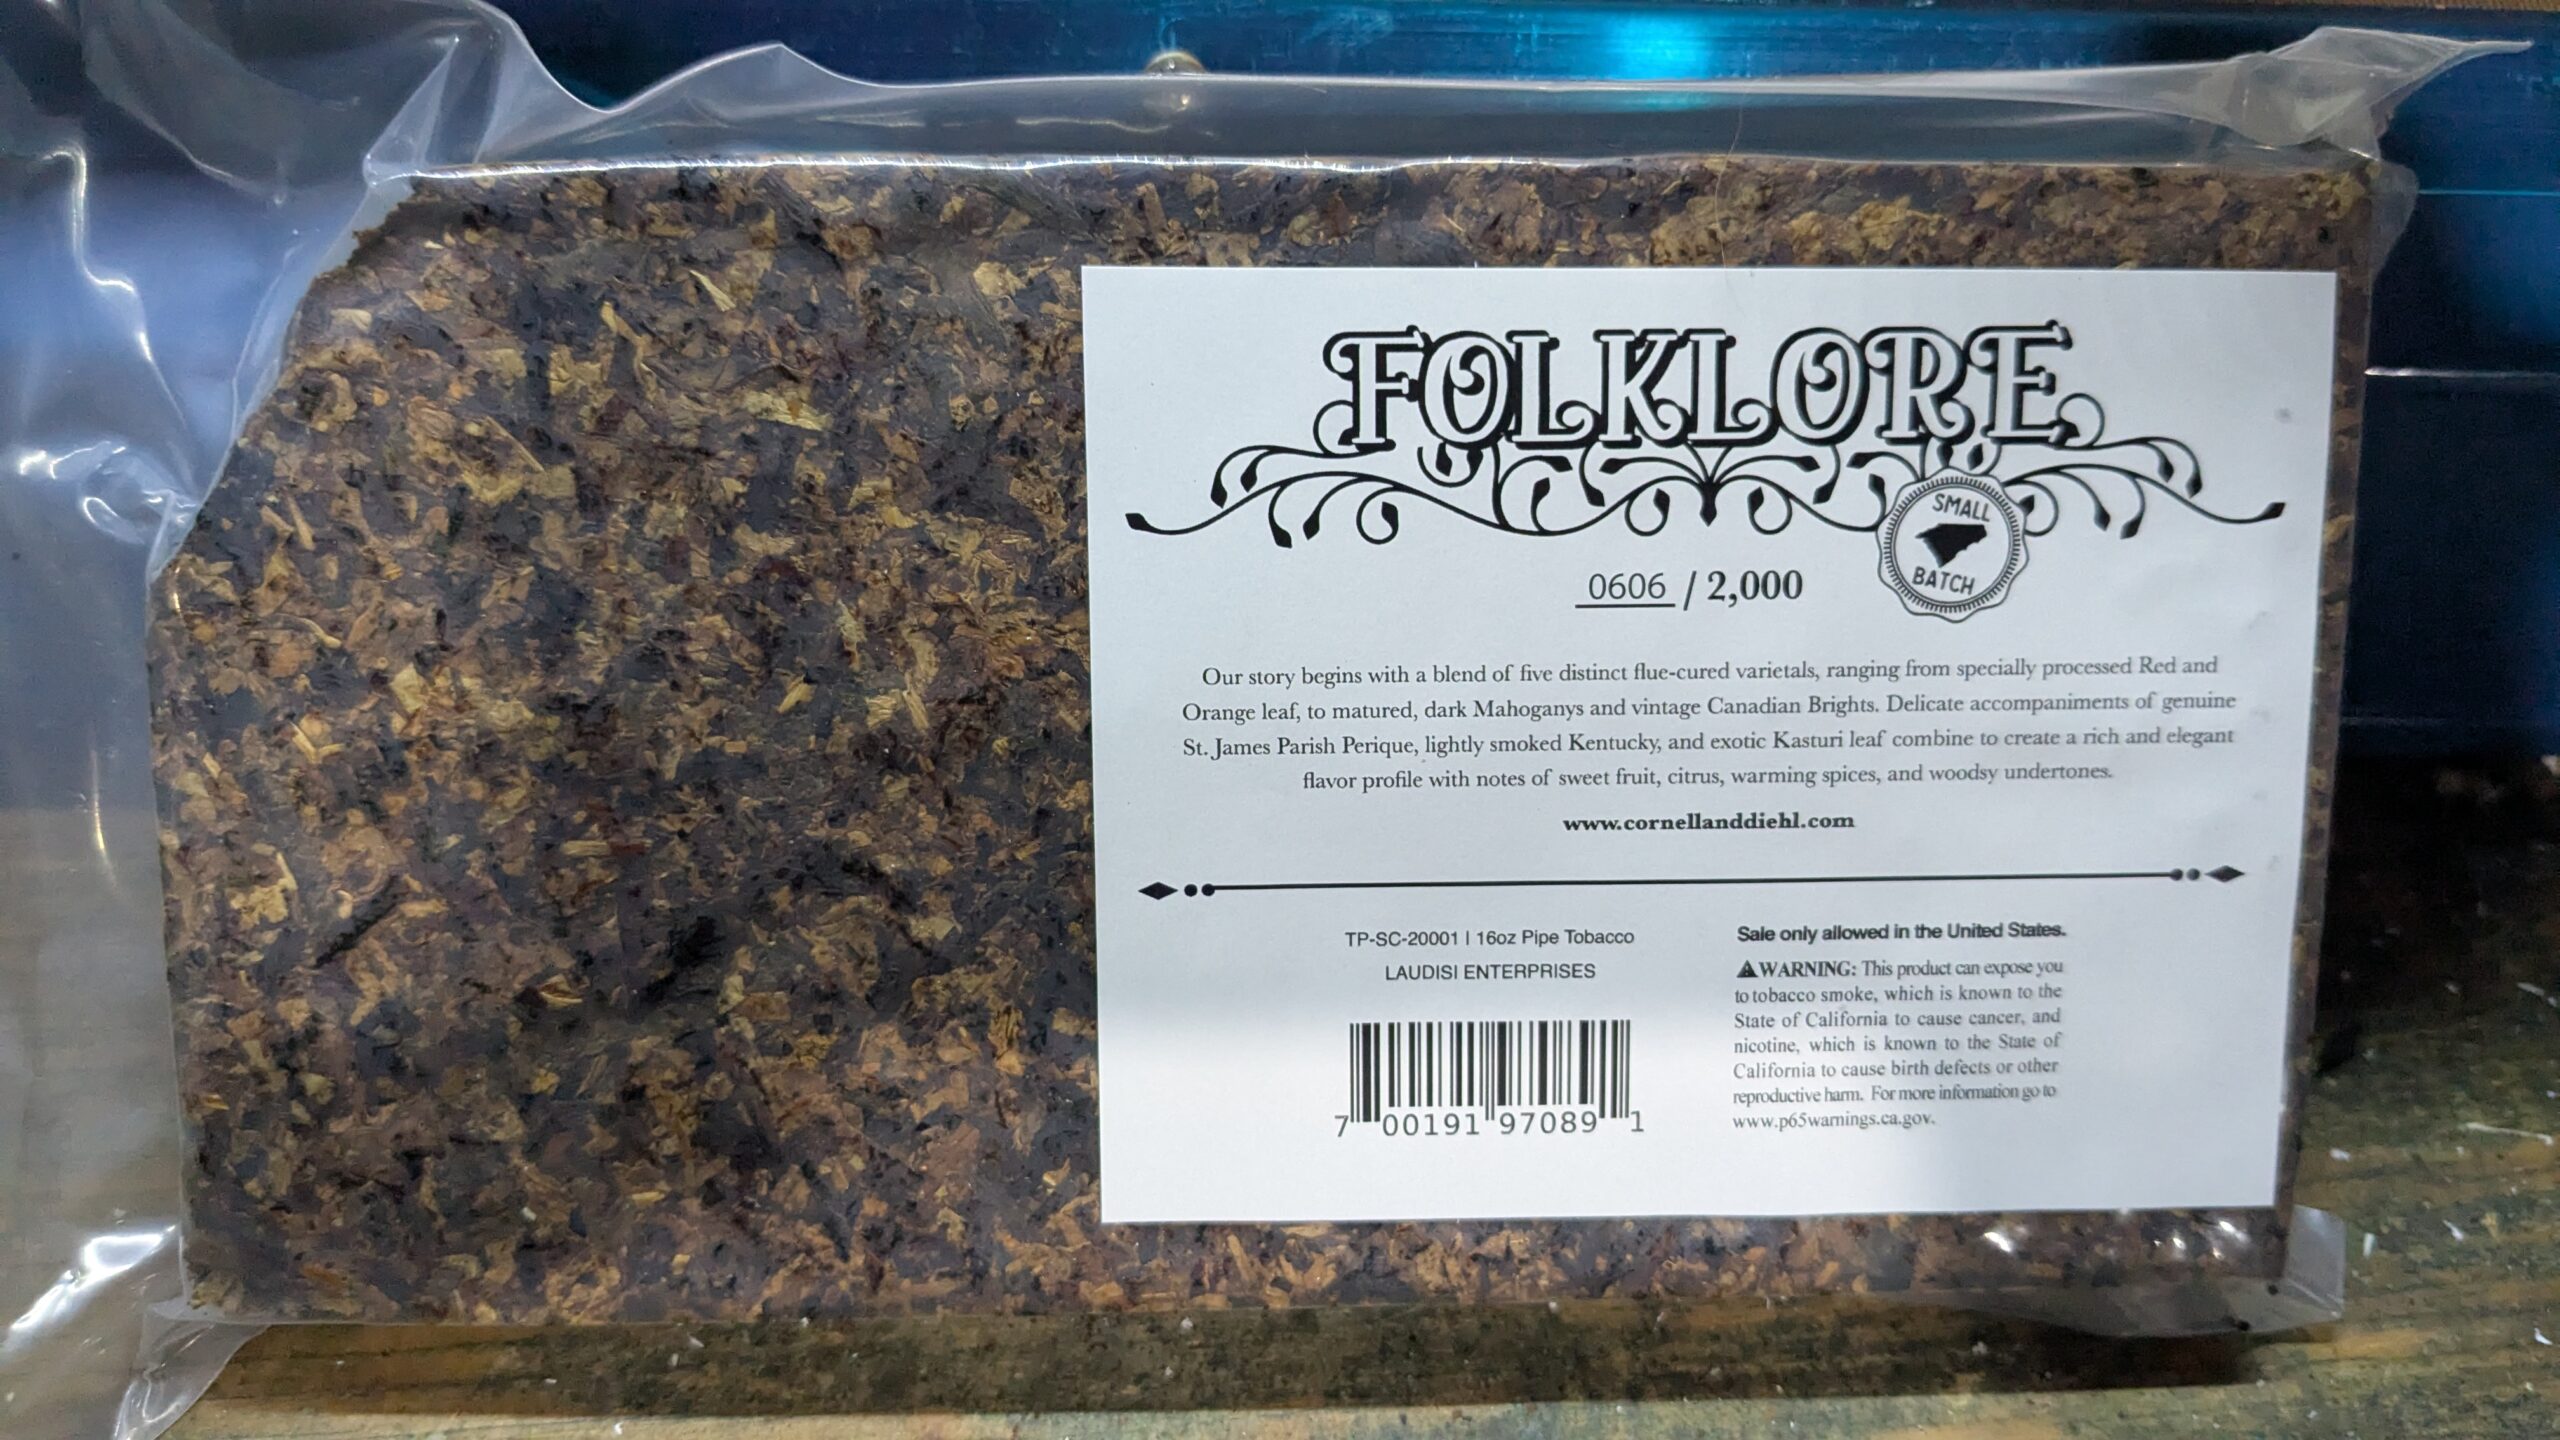 FOLKLORE
SMALL
BATCH
0606 / 2,000
Our story begins with a blend of five distinct flue-cured varietals, ranging from specially processed Red and
Orange leaf, to matured, dark Mahoganys and vintage Canadian Brights. Delicate accompaniments of genuine
St. James Parish Perique, lightly smoked Kentucky, and exotic Kasturi leaf combine to create a rich and elegant
flavor profile with notes of sweet fruit, citrus, warming spices, and woodsy undertones.
www.cornellanddiehl.com
TP-SC-20001 | 16oz Pipe Tobacco
LAUDISI ENTERPRISES
7 00191 97089 1
Sale only allowed in the United States.
⚠WARNING: This product can expose you
to tobacco smoke, which is known to the
State of California to cause cancer, and
nicotine, which is known to the State of
California to cause birth defects or other
reproductive harm. For more information go to
www.p65warnings.ca.gov.